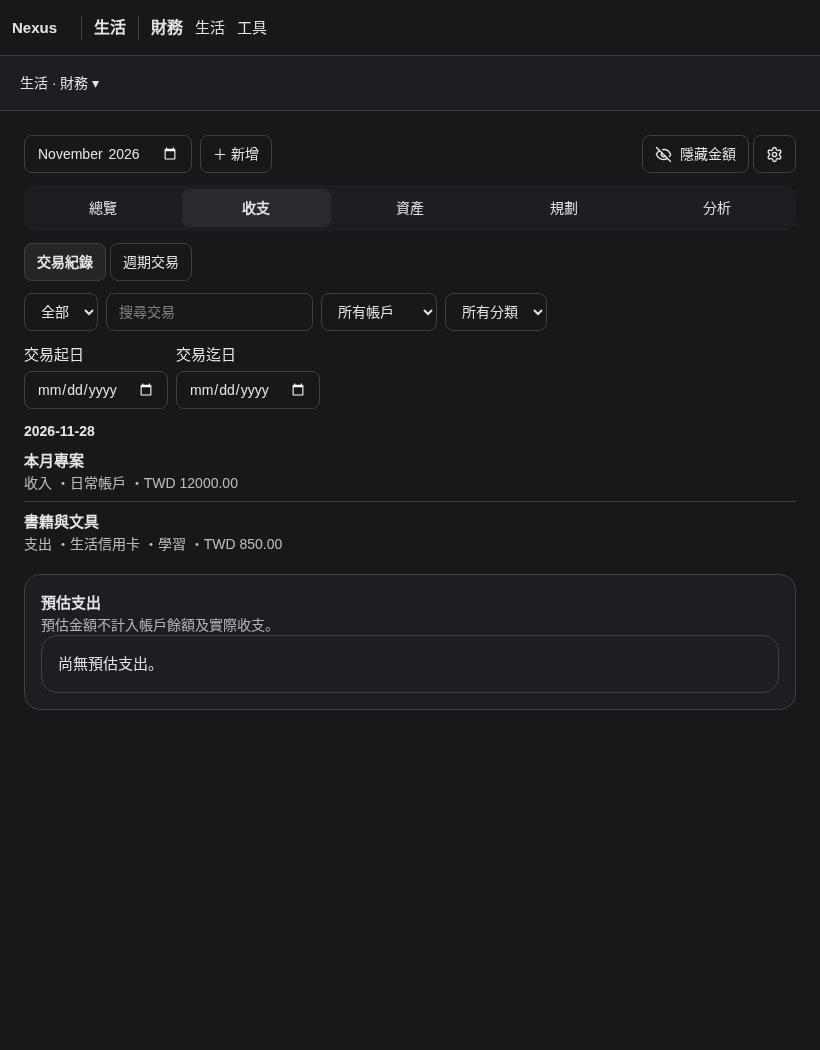 Nexus 生活 財務 生活 工具
生活 · 財務 ▾
November 2026 ＋ 新增 隱藏金額
總覽 收支 資產 規劃 分析
交易紀錄 週期交易
全部 搜尋交易 所有帳戶 所有分類
交易起日 交易迄日
mm/dd/yyyy mm/dd/yyyy
2026-11-28
本月專案
收入 ・日常帳戶 ・TWD 12000.00
書籍與文具
支出 ・生活信用卡 ・學習 ・TWD 850.00
預估支出
預估金額不計入帳戶餘額及實際收支。
尚無預估支出。